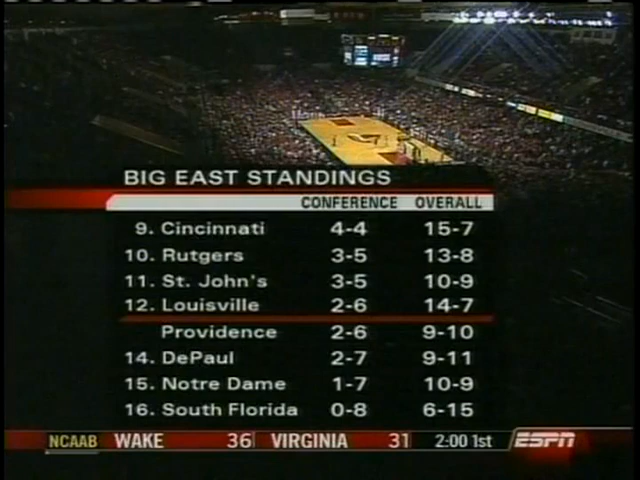 BIG EAST STANDINGS
CONFERENCE OVERALL
9. Cincinnati 4-4 15-7
10. Rutgers 3-5 13-8
11. St. John's 3-5 10-9
12. Louisville 2-6 14-7
Providence 2-6 9-10
14. DePaul 2-7 9-11
15. Notre Dame 1-7 10-9
16. South Florida 0-8 6-15
NCAAB WAKE 36 VIRGINIA 31 2:00 1st ESPN